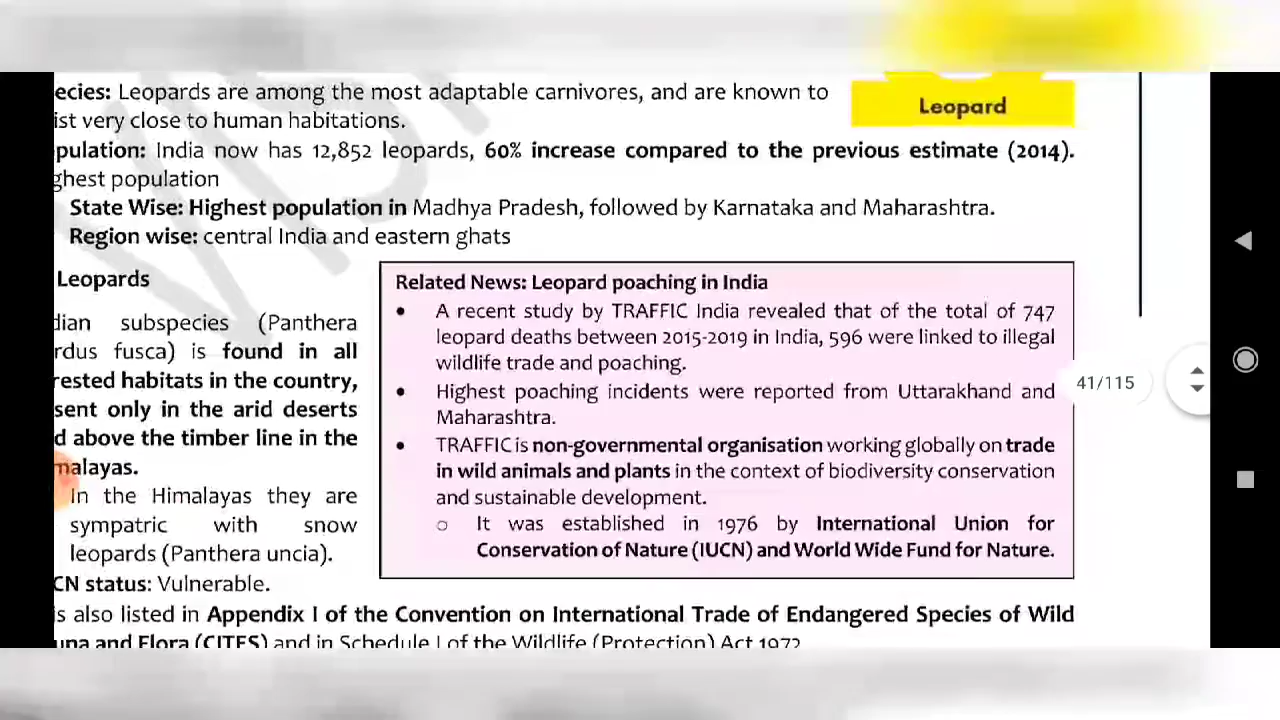 ecies: Leopards are among the most adaptable carnivores, and are known to
ist very close to human habitations.
Leopard
pulation: India now has 12,852 leopards, 60% increase compared to the previous estimate (2014).
ghest population
State Wise: Highest population in Madhya Pradesh, followed by Karnataka and Maharashtra.
Region wise: central India and eastern ghats
Leopards
dian subspecies (Panthera
rdus fusca) is found in all
rested habitats in the country,
sent only in the arid deserts
d above the timber line in the
malayas.
In the Himalayas they are
sympatric with snow
leopards (Panthera uncia).
Related News: Leopard poaching in India
• A recent study by TRAFFIC India revealed that of the total of 747
leopard deaths between 2015-2019 in India, 596 were linked to illegal
wildlife trade and poaching.
• Highest poaching incidents were reported from Uttarakhand and
Maharashtra.
• TRAFFIC is non-governmental organisation working globally on trade
in wild animals and plants in the context of biodiversity conservation
and sustainable development.
o It was established in 1976 by International Union for
Conservation of Nature (IUCN) and World Wide Fund for Nature.
41/115
CN status: Vulnerable.
is also listed in Appendix I of the Convention on International Trade of Endangered Species of Wild
una and Flora (CITES) and in Schedule I of the Wildlife (Protection) Act 1972